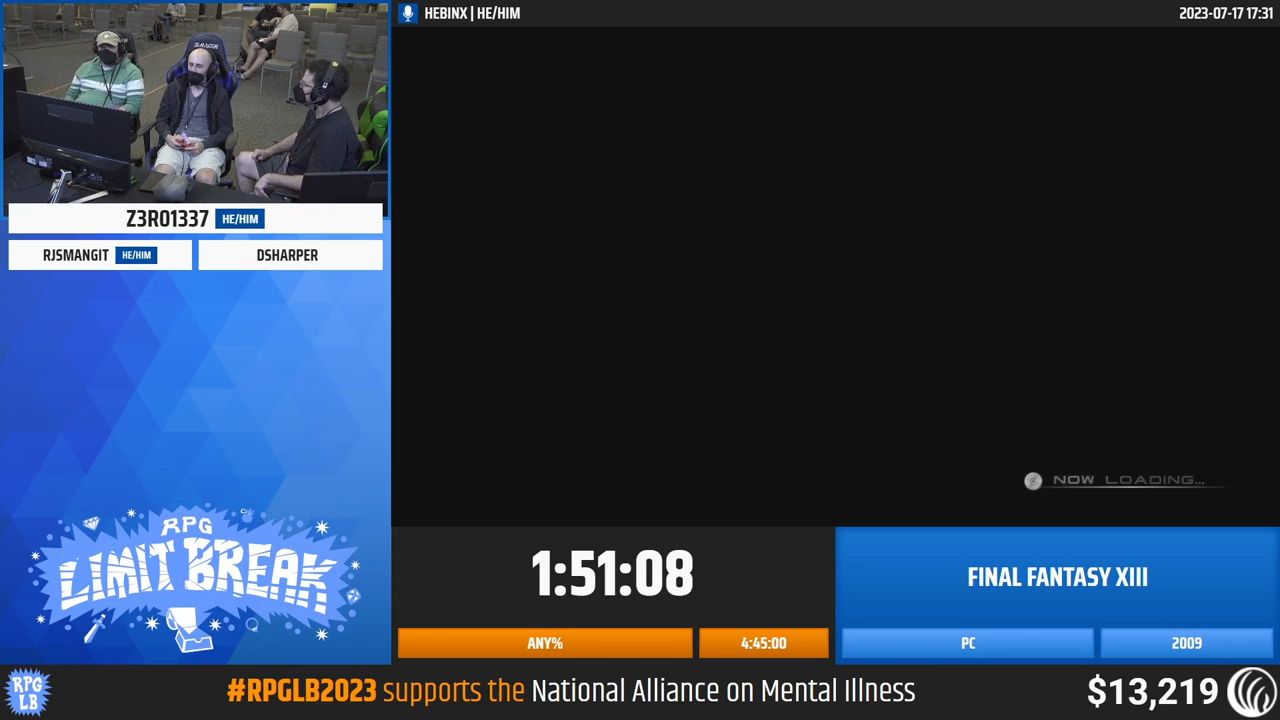 HEBINX | HE/HIM
2023-07-17 17:31
Z3R01337 HE/HIM
RJSMANGIT HE/HIM
DSHARPER
NOW LOADING...
RPG
LIMIT BREAK
1:51:08
FINAL FANTASY XIII
ANY%
4:45:00
PC
2009
RPG
LB
#RPGLB2023 supports the National Alliance on Mental Illness
$13,219